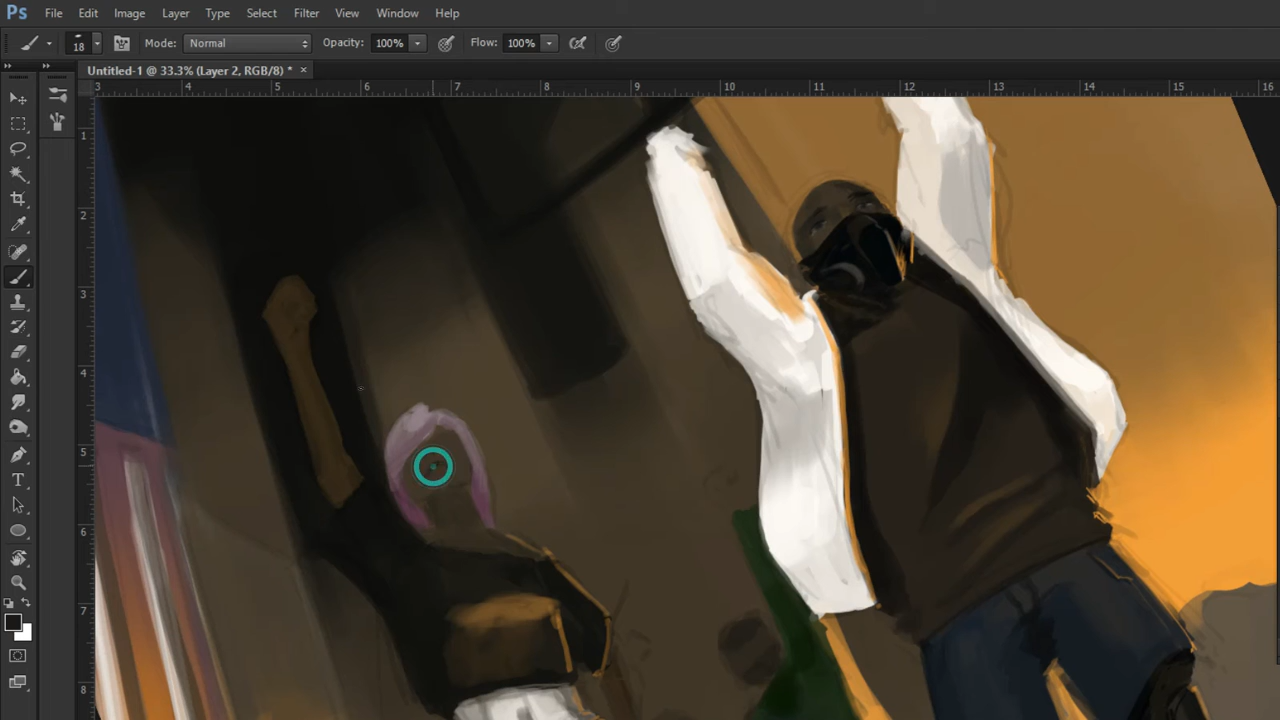 Ps File Edit Image Layer Type Select Filter View Window Help
18 Mode: Normal Opacity: 100% Flow: 100%
Untitled-1 @ 33.3% (Layer 2, RGB/8) * ×
3 4 5 6 7 8 9 10 11 12 13 14 15 16
1
2
3
4
5
6
7
8
T